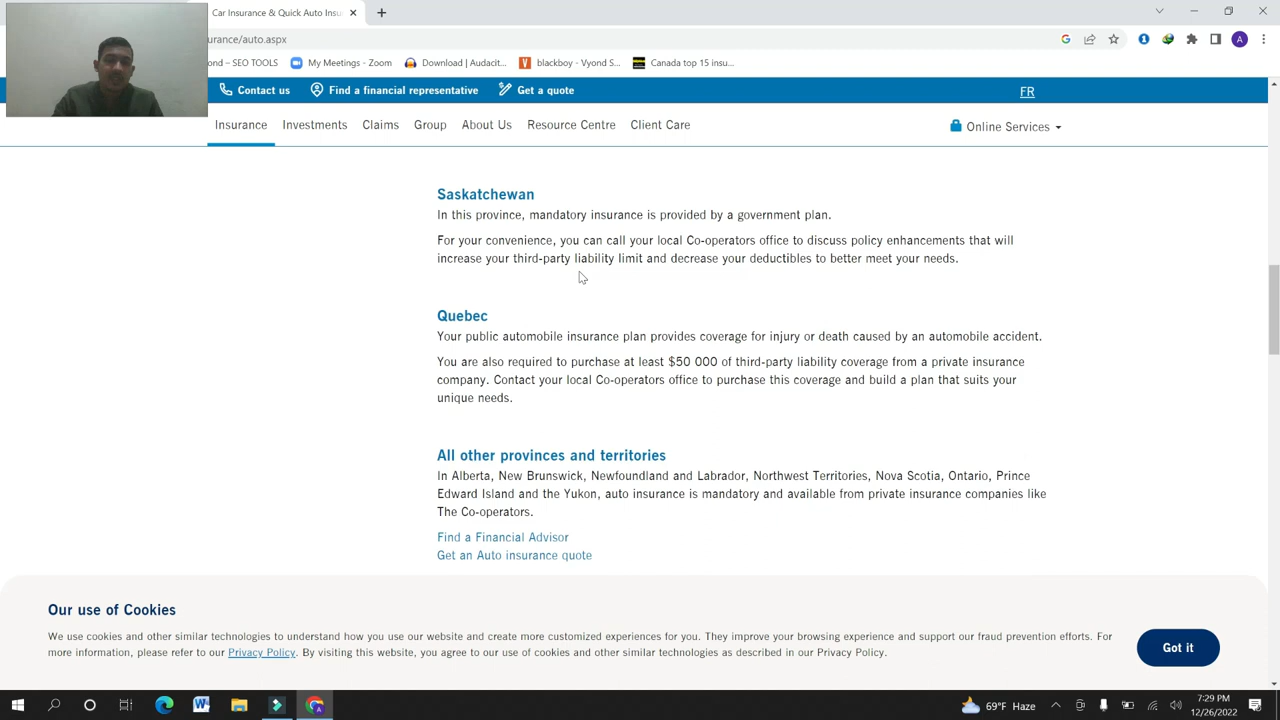 Car Insurance & Quick Auto Insu
urance/auto.aspx
ond – SEO TOOLS
My Meetings - Zoom
Download | Audacit...
blackboy - Vyond S...
Canada top 15 insu...
A
Contact us
Find a financial representative
Get a quote
FR
Insurance
Investments
Claims
Group
About Us
Resource Centre
Client Care
Online Services
Saskatchewan
In this province, mandatory insurance is provided by a government plan.
For your convenience, you can call your local Co-operators office to discuss policy enhancements that will
increase your third-party liability limit and decrease your deductibles to better meet your needs.
Quebec
Your public automobile insurance plan provides coverage for injury or death caused by an automobile accident.
You are also required to purchase at least $50 000 of third-party liability coverage from a private insurance
company. Contact your local Co-operators office to purchase this coverage and build a plan that suits your
unique needs.
All other provinces and territories
In Alberta, New Brunswick, Newfoundland and Labrador, Northwest Territories, Nova Scotia, Ontario, Prince
Edward Island and the Yukon, auto insurance is mandatory and available from private insurance companies like
The Co-operators.
Find a Financial Advisor
Get an Auto insurance quote
Our use of Cookies
We use cookies and other similar technologies to understand how you use our website and create more customized experiences for you. They improve your browsing experience and support our fraud prevention efforts. For
more information, please refer to our Privacy Policy. By visiting this website, you agree to our use of cookies and other similar technologies as described in our Privacy Policy.
Got it
69°F Haze
7:29 PM
12/26/2022